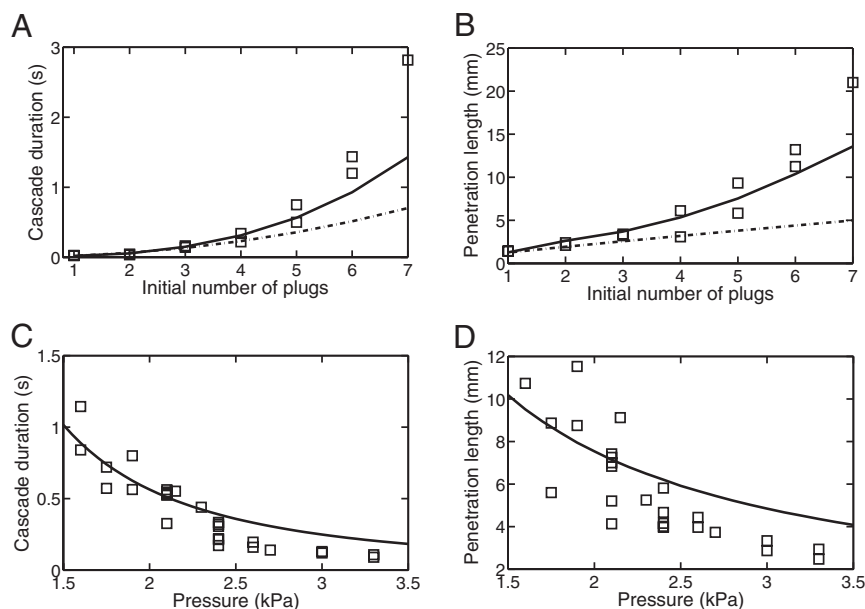 A
B
3
2
1
0
Cascade duration (s)
1 2 3 4 5 6 7
Initial number of plugs
25
20
15
10
5
0
Penetration length (mm)
1 2 3 4 5 6 7
Initial number of plugs
C
D
1.5
1
0.5
0
Cascade duration (s)
1.5 2 2.5 3 3.5
Pressure (kPa)
12
10
8
6
4
2
Penetration length (mm)
1.5 2 2.5 3 3.5
Pressure (kPa)